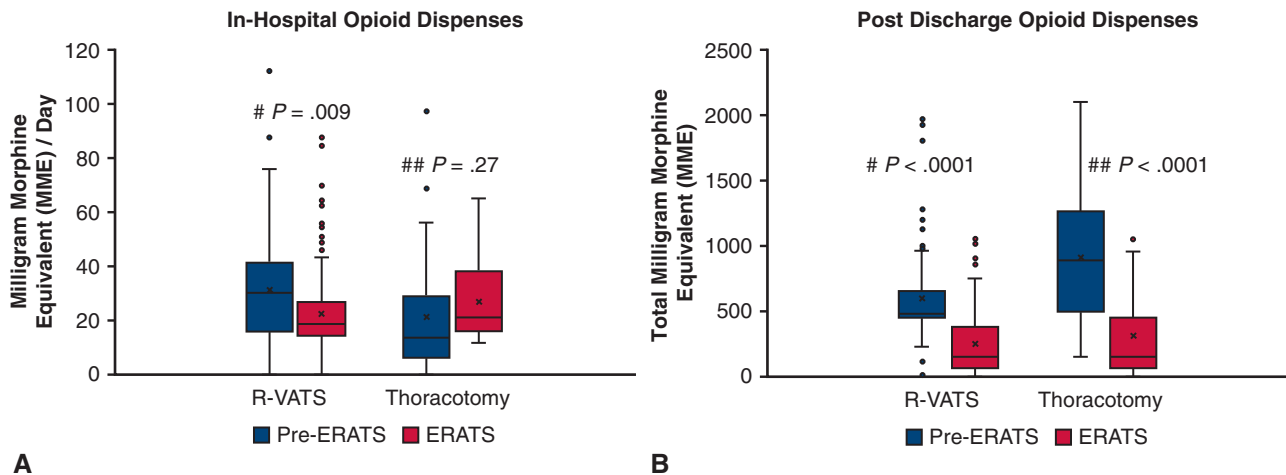 In-Hospital Opioid Dispenses
Milligram Morphine
Equivalent (MME) / Day
120
100
80
60
40
20
0
# P = .009
## P = .27
R-VATS
Thoracotomy
Pre-ERATS
ERATS
A
Post Discharge Opioid Dispenses
Total Milligram Morphine
Equivalent (MME)
2500
2000
1500
1000
500
0
# P < .0001
## P < .0001
R-VATS
Thoracotomy
Pre-ERATS
ERATS
B